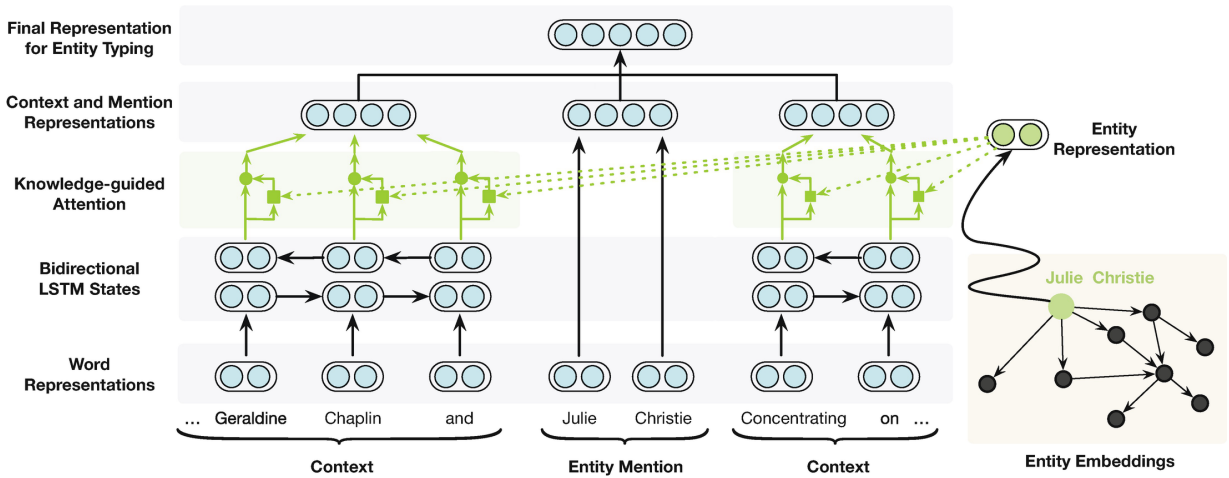 Final Representation
for Entity Typing
Context and Mention
Representations
Entity
Representation
Knowledge-guided
Attention
Bidirectional
LSTM States
Julie Christie
Word
Representations
... Geraldine Chaplin and Julie Christie Concentrating on ...
Context Entity Mention Context
Entity Embeddings